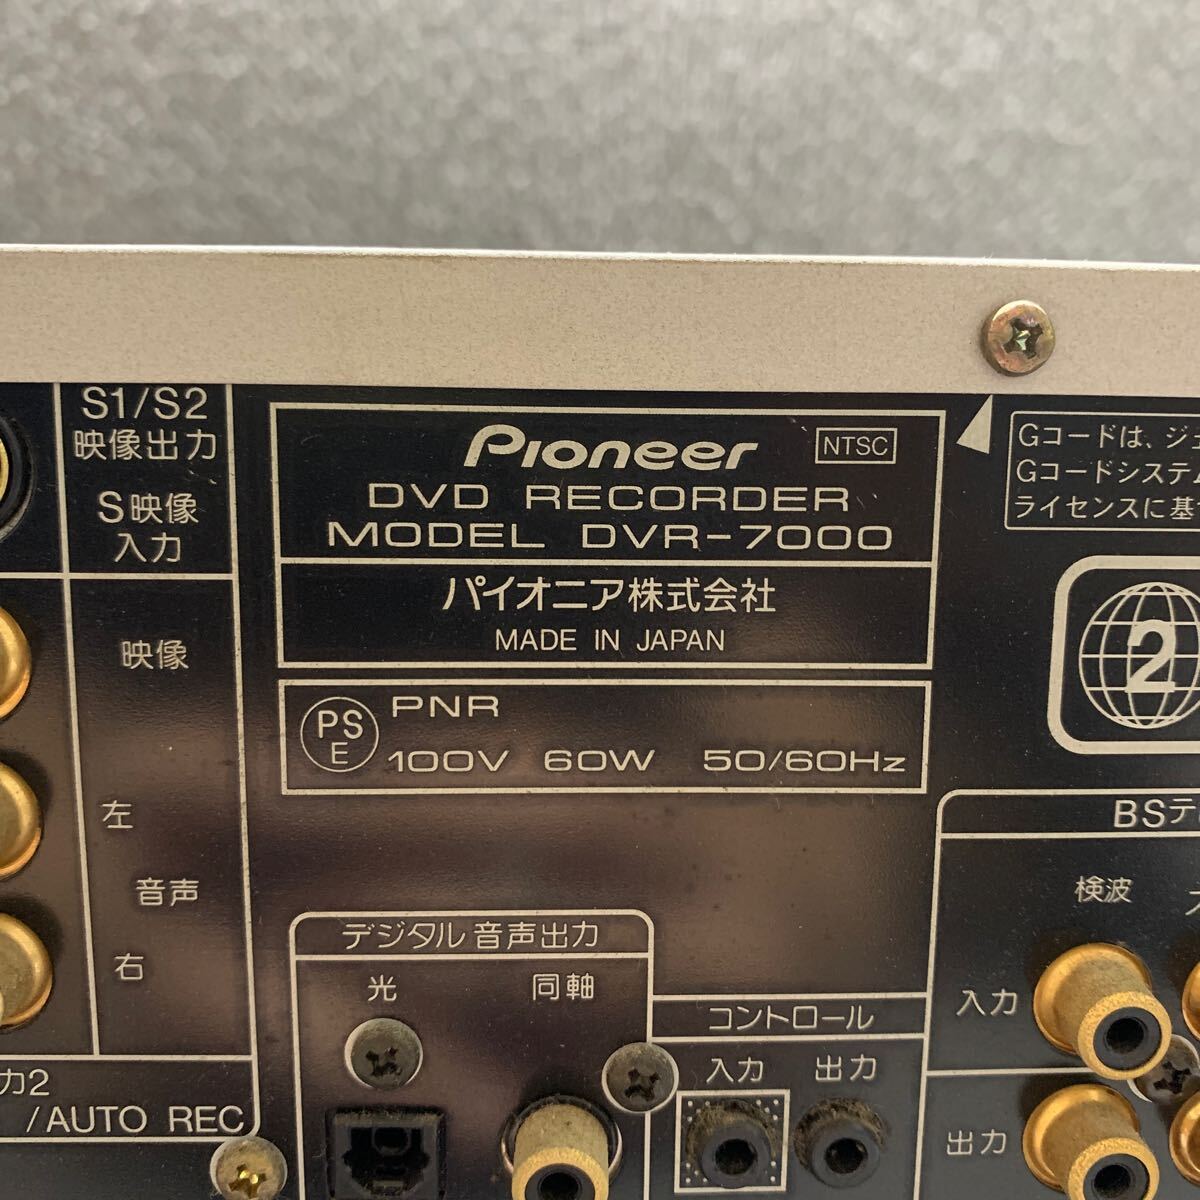 S1/S2
映像出力
S映像
入力
映像
左
音声
右
力2
/AUTO REC
Pioneer NTSC
DVD RECORDER
MODEL DVR-7000
パイオニア株式会社
MADE IN JAPAN
PS
E
PNR
100V 60W 50/60Hz
デジタル音声出力
光 同軸
コントロール
入力 出力
Gコードは、ジェ
Gコードシステム
ライセンスに基
2
BSデ
検波
入力
出力